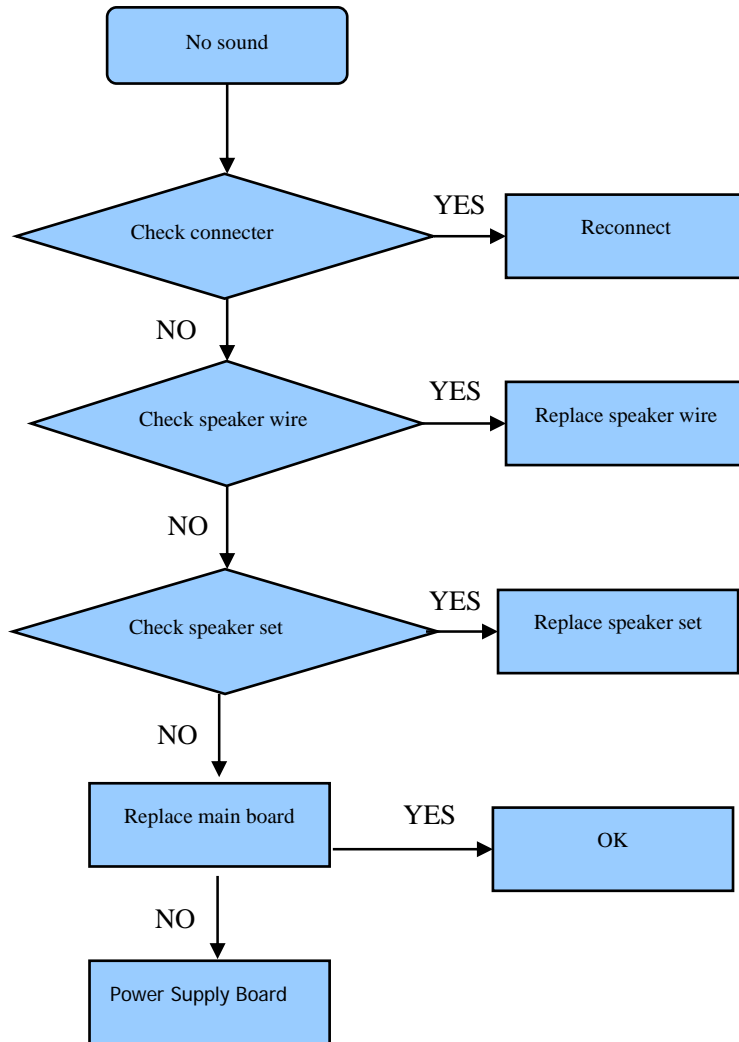 No sound
YES
Check connecter
Reconnect
NO
YES
Check speaker wire
Replace speaker wire
NO
YES
Check speaker set
Replace speaker set
NO
Replace main board
YES
OK
NO
Power Supply Board